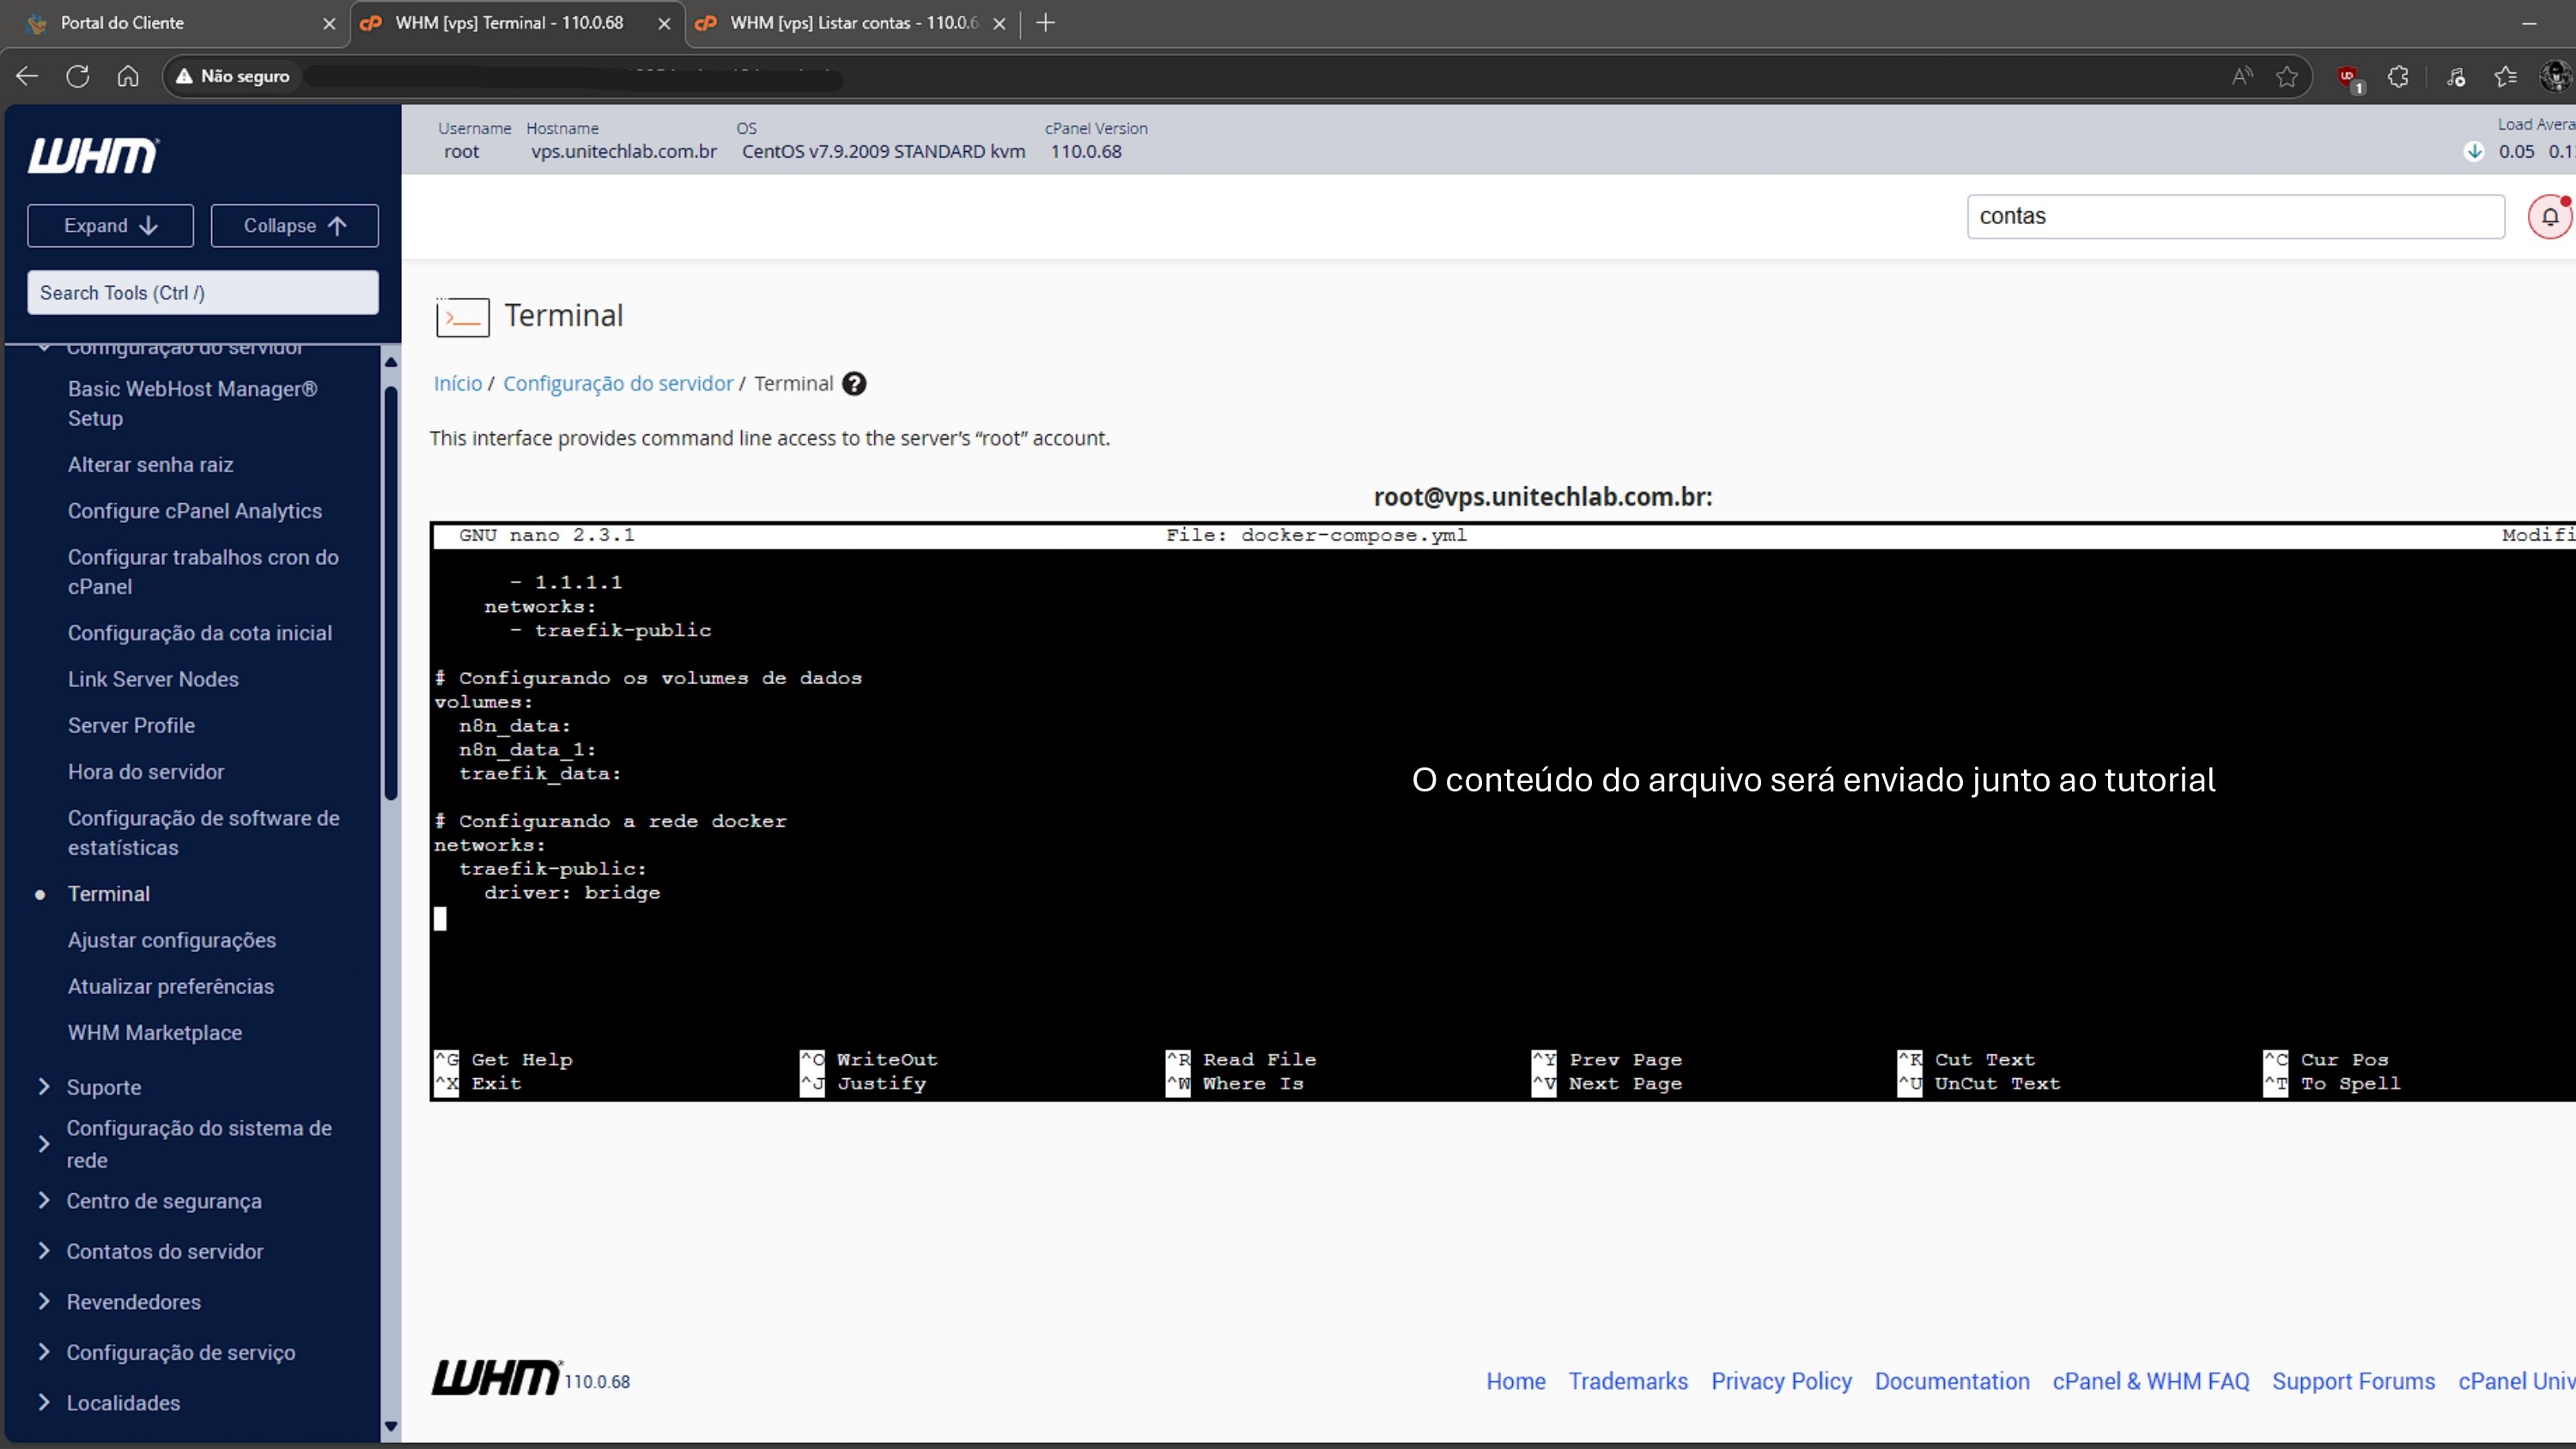 Portal do Cliente
WHM [vps] Terminal - 110.0.68
WHM [vps] Listar contas - 110.0.6
Não seguro
WHM
Expand
Collapse
Search Tools (Ctrl /)
Configuração do servidor
Basic WebHost Manager®
Setup
Alterar senha raiz
Configure cPanel Analytics
Configurar trabalhos cron do
cPanel
Configuração da cota inicial
Link Server Nodes
Server Profile
Hora do servidor
Configuração de software de
estatísticas
Terminal
Ajustar configurações
Atualizar preferências
WHM Marketplace
Suporte
Configuração do sistema de
rede
Centro de segurança
Contatos do servidor
Revendedores
Configuração de serviço
Localidades
Username Hostname OS cPanel Version Load Avera
root vps.unitechlab.com.br CentOS v7.9.2009 STANDARD kvm 110.0.68 0.05 0.1
contas
Terminal
Início / Configuração do servidor / Terminal
This interface provides command line access to the server's “root” account.
root@vps.unitechlab.com.br:
GNU nano 2.3.1 File: docker-compose.yml Modifi
- 1.1.1.1
networks:
- traefik-public
# Configurando os volumes de dados
volumes:
n8n_data:
n8n_data_1:
traefik_data:
O conteúdo do arquivo será enviado junto ao tutorial
# Configurando a rede docker
networks:
traefik-public:
driver: bridge
^G Get Help ^O WriteOut ^R Read File ^Y Prev Page ^K Cut Text ^C Cur Pos
^X Exit ^J Justify ^W Where Is ^V Next Page ^U UnCut Text ^T To Spell
WHM 110.0.68
Home Trademarks Privacy Policy Documentation cPanel & WHM FAQ Support Forums cPanel Univ